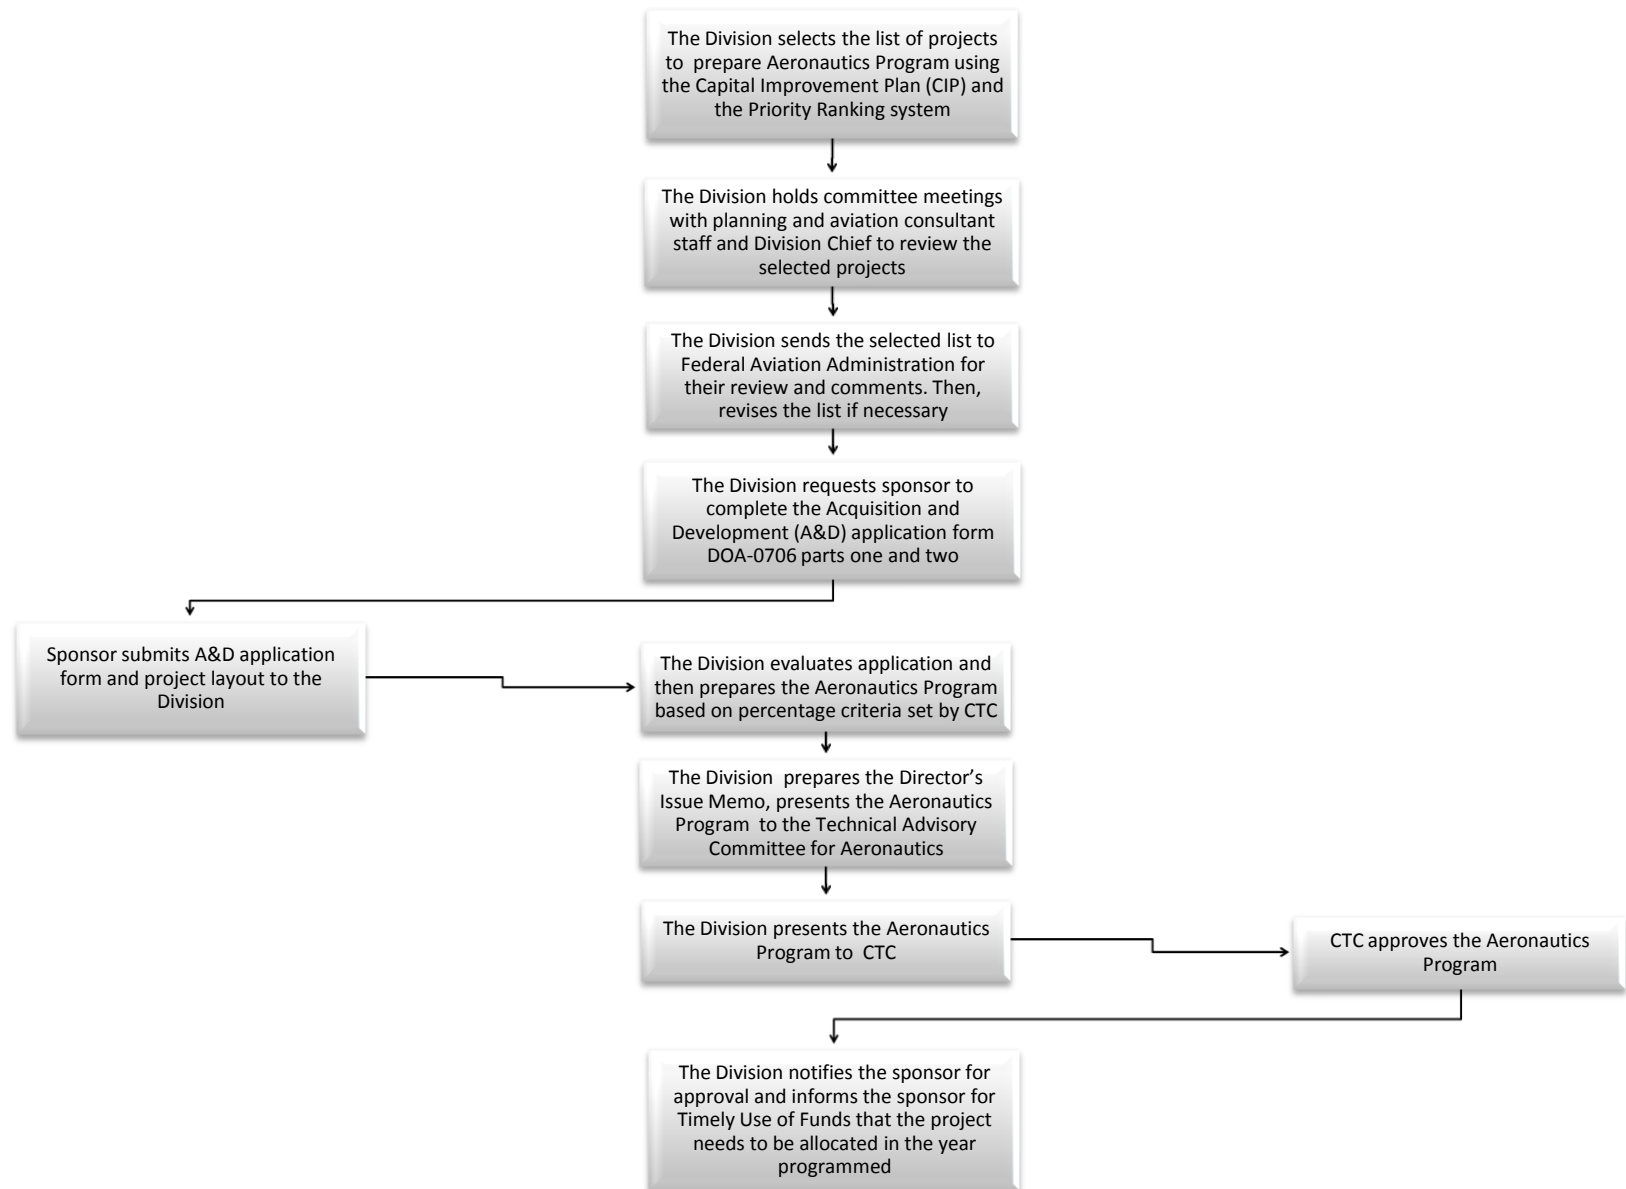 The Division selects the list of projects
to prepare Aeronautics Program using
the Capital Improvement Plan (CIP) and
the Priority Ranking system
The Division holds committee meetings
with planning and aviation consultant
staff and Division Chief to review the
selected projects
The Division sends the selected list to
Federal Aviation Administration for
their review and comments. Then,
revises the list if necessary
The Division requests sponsor to
complete the Acquisition and
Development (A&D) application form
DOA-0706 parts one and two
Sponsor submits A&D application
form and project layout to the
Division
The Division evaluates application and
then prepares the Aeronautics Program
based on percentage criteria set by CTC
The Division prepares the Director’s
Issue Memo, presents the Aeronautics
Program to the Technical Advisory
Committee for Aeronautics
The Division presents the Aeronautics
Program to CTC
CTC approves the Aeronautics
Program
The Division notifies the sponsor for
approval and informs the sponsor for
Timely Use of Funds that the project
needs to be allocated in the year
programmed